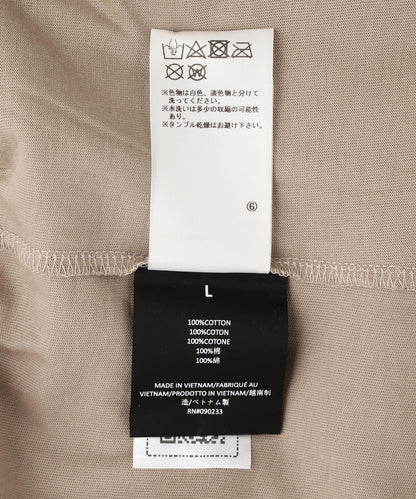 ※色物は白色、淡色物と分けて
洗ってください。
※水洗いは多少の収縮の可能性
あり。
※タンブル乾燥はお避け下さい。
⑥
L
100%COTTON
100%COTON
100%COTONE
100%棉
100%綿
MADE IN VIETNAM/FABRIQUÉ AU
VIETNAM/PRODOTTO IN VIETNAM/越南制
造/ベトナム製
RN#090233